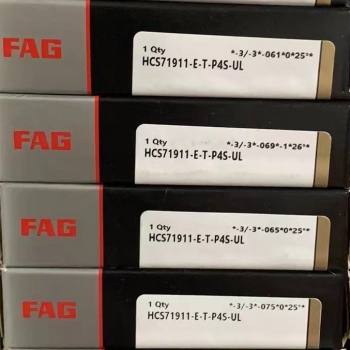 FAG
1 Qty *-3/-3*-061*0*25°*
HCS71911-E-T-P4S-UL
FAG
1 Qty *-3/-3*-069*-1*26°*
HCS71911-E-T-P4S-UL
FAG
1 Qty *-3/-3*-065*0*25°*
HCS71911-E-T-P4S-UL
FAG
1 Qty *-3/-3*-075*0*25°*
HCS71911-E-T-P4S-UL